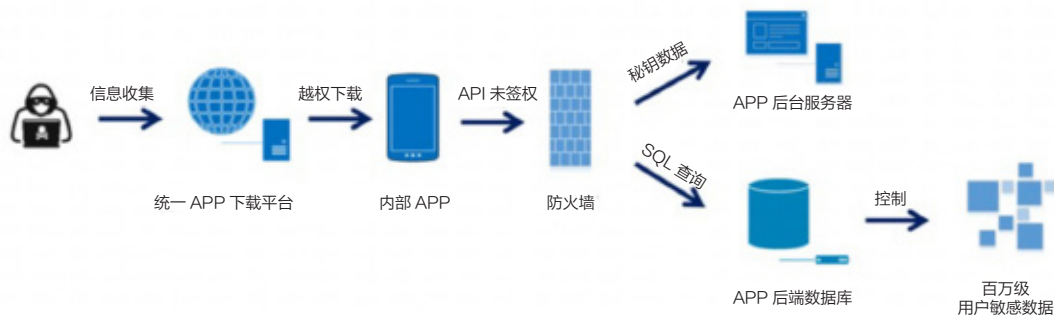 信息收集
越权下载
API 未签权
秘钥数据
SQL 查询
控制
统一 APP 下载平台
内部 APP
防火墙
APP 后台服务器
APP 后端数据库
百万级
用户敏感数据